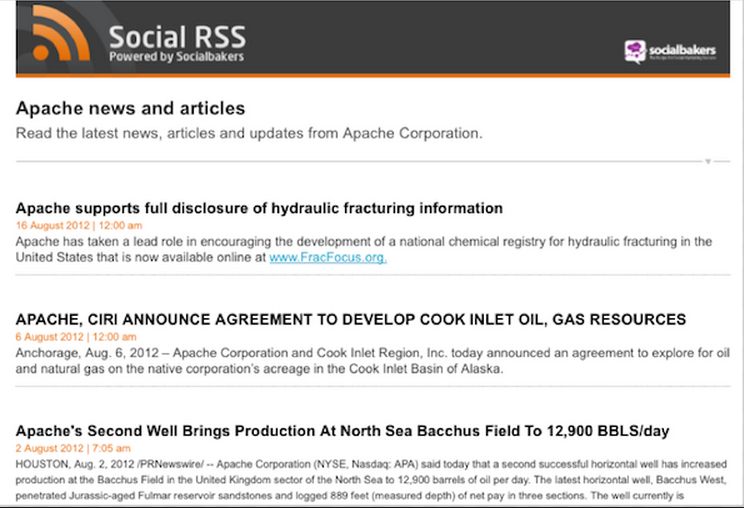 Social RSS
Powered by Socialbakers
socialbakers
Apache news and articles
Read the latest news, articles and updates from Apache Corporation.
Apache supports full disclosure of hydraulic fracturing information
16 August 2012 | 12:00 am
Apache has taken a lead role in encouraging the development of a national chemical registry for hydraulic fracturing in the
United States that is now available online at www.FracFocus.org.
APACHE, CIRI ANNOUNCE AGREEMENT TO DEVELOP COOK INLET OIL, GAS RESOURCES
6 August 2012 | 12:00 am
Anchorage, Aug. 6, 2012 – Apache Corporation and Cook Inlet Region, Inc. today announced an agreement to explore for oil
and natural gas on the native corporation's acreage in the Cook Inlet Basin of Alaska.
Apache's Second Well Brings Production At North Sea Bacchus Field To 12,900 BBLS/day
2 August 2012 | 7:05 am
HOUSTON, Aug. 2, 2012 /PRNewswire/ -- Apache Corporation (NYSE, Nasdaq: APA) said today that a second successful horizontal well has increased
production at the Bacchus Field in the United Kingdom sector of the North Sea to 12,900 barrels of oil per day. The latest horizontal well, Bacchus West,
penetrated Jurassic-aged Fulmar reservoir sandstones and logged 889 feet (measured depth) of net pay in three sections. The well currently is